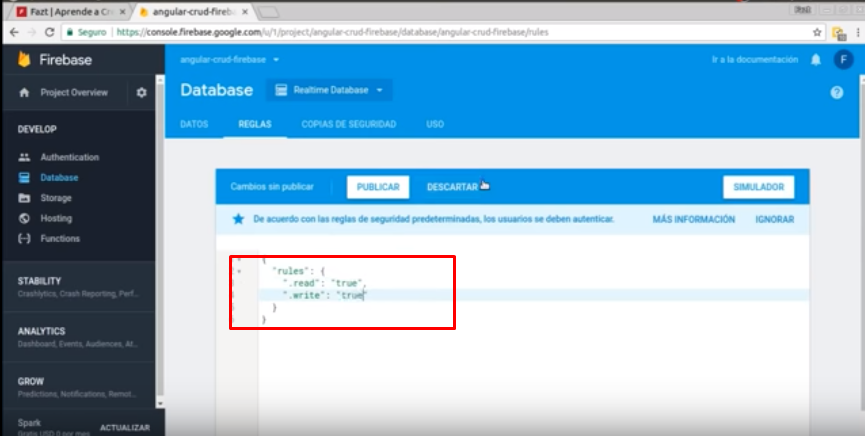 Fazt | Aprende a Cre
angular-crud-fireba
Seguro | https://console.firebase.google.com/u/1/project/angular-crud-firebase/database/angular-crud-firebase/rules
Firebase
angular-crud-firebase
Ir a la documentación
F
Project Overview
Database
Realtime Database
DATOS
REGLAS
COPIAS DE SEGURIDAD
USO
DEVELOP
Authentication
Database
Storage
Hosting
Functions
Cambios sin publicar
PUBLICAR
DESCARTAR
SIMULADOR
De acuerdo con las reglas de seguridad predeterminadas, los usuarios se deben autenticar.
MÁS INFORMACIÓN
IGNORAR
{
"rules": {
".read": "true",
".write": "true"
}
}
STABILITY
Crashlytics, Crash Reporting, Perf...
ANALYTICS
Dashboard, Events, Audiences, At...
GROW
Predictions, Notifications, Remot...
Spark
Gratis USD 0 por mes
ACTUALIZAR